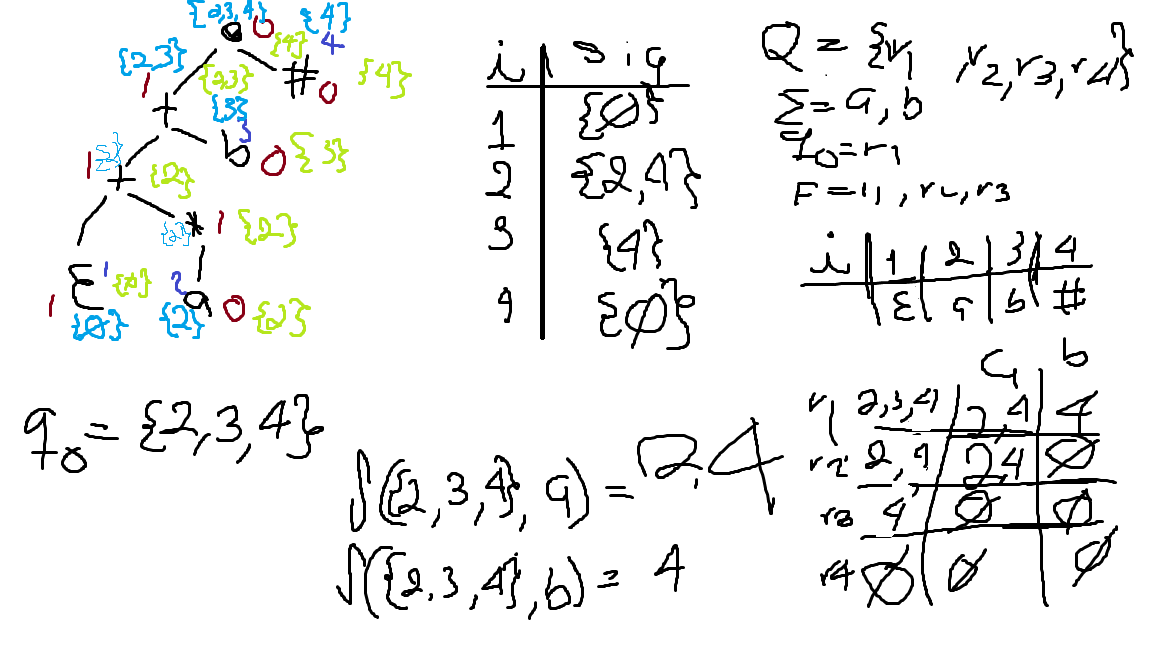 {2,3,4} 0 {4}
{4} 4
{2,3} {2,3} # 0 {4}
1 + {3}
b 3 0 {3}
1 + {2}
{2} * 1 {2}
1 ε 1 {∅} 2 a 0 {2}
{∅} {2}
i sig
1 {∅}
2 {2,4}
3 {4}
4 {∅}
Q = {r1 ,r2,r3,r4}
Σ= a, b
q0=r1
F = r1, r2, r3
i 1 2 3 4
ε a b #
q0= {2,3,4}
δ({2,3,4}, a) = 2,4
δ({2,3,4}, b) = 4
a b
r1 2,3,4 2,4 4
r2 2,4 2,4 ∅
r3 4 ∅ ∅
r4 ∅ ∅ ∅